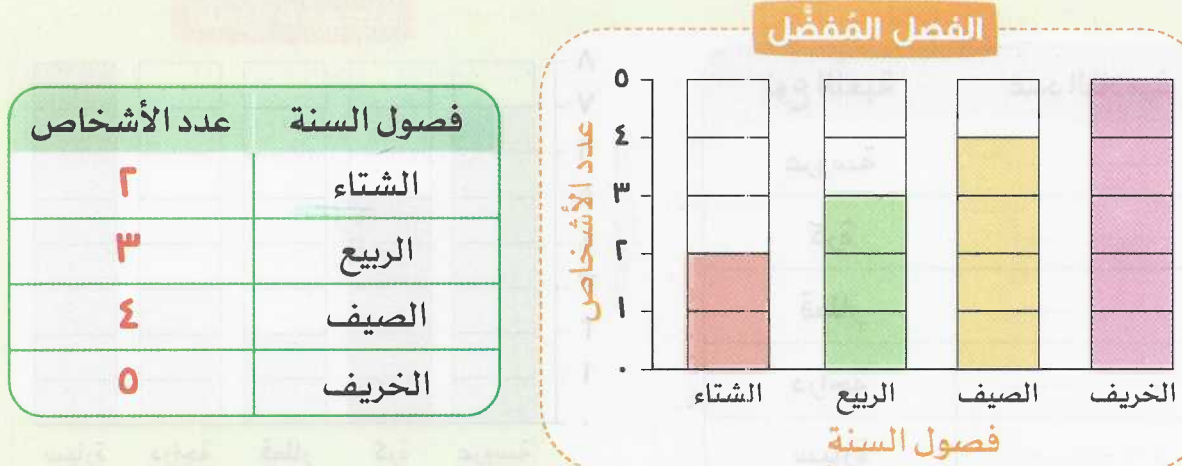 الفصل المُفضَّل
فصول السنة عدد الأشخاص
الشتاء ٢
الربيع ٣
الصيف ٤
الخريف ٥
عدد الأشخاص
٥
٤
٣
٢
١
٠
الشتاء الربيع الصيف الخريف
فصول السنة